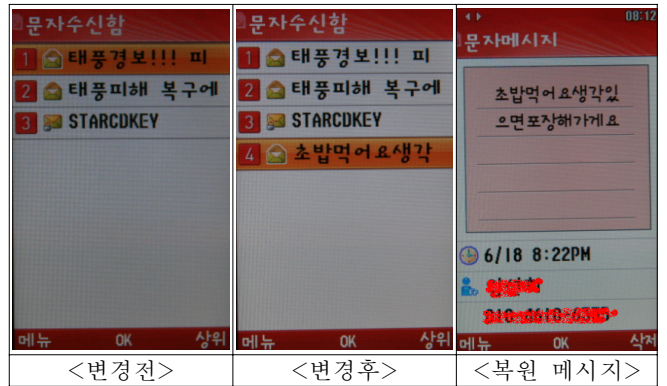 문자수신함
1 태풍경보!!! 피
2 태풍피해 복구에
3 STARCDKEY
메뉴 OK 상위
<변경전>
문자수신함
1 태풍경보!!! 피
2 태풍피해 복구에
3 STARCDKEY
4 초밥먹어요생각
메뉴 OK 상위
<변경후>
08:12
문자메시지
초밥먹어요생각있
으면포장해가게요
6/18 8:22PM
메뉴 OK 삭제
<복원 메시지>